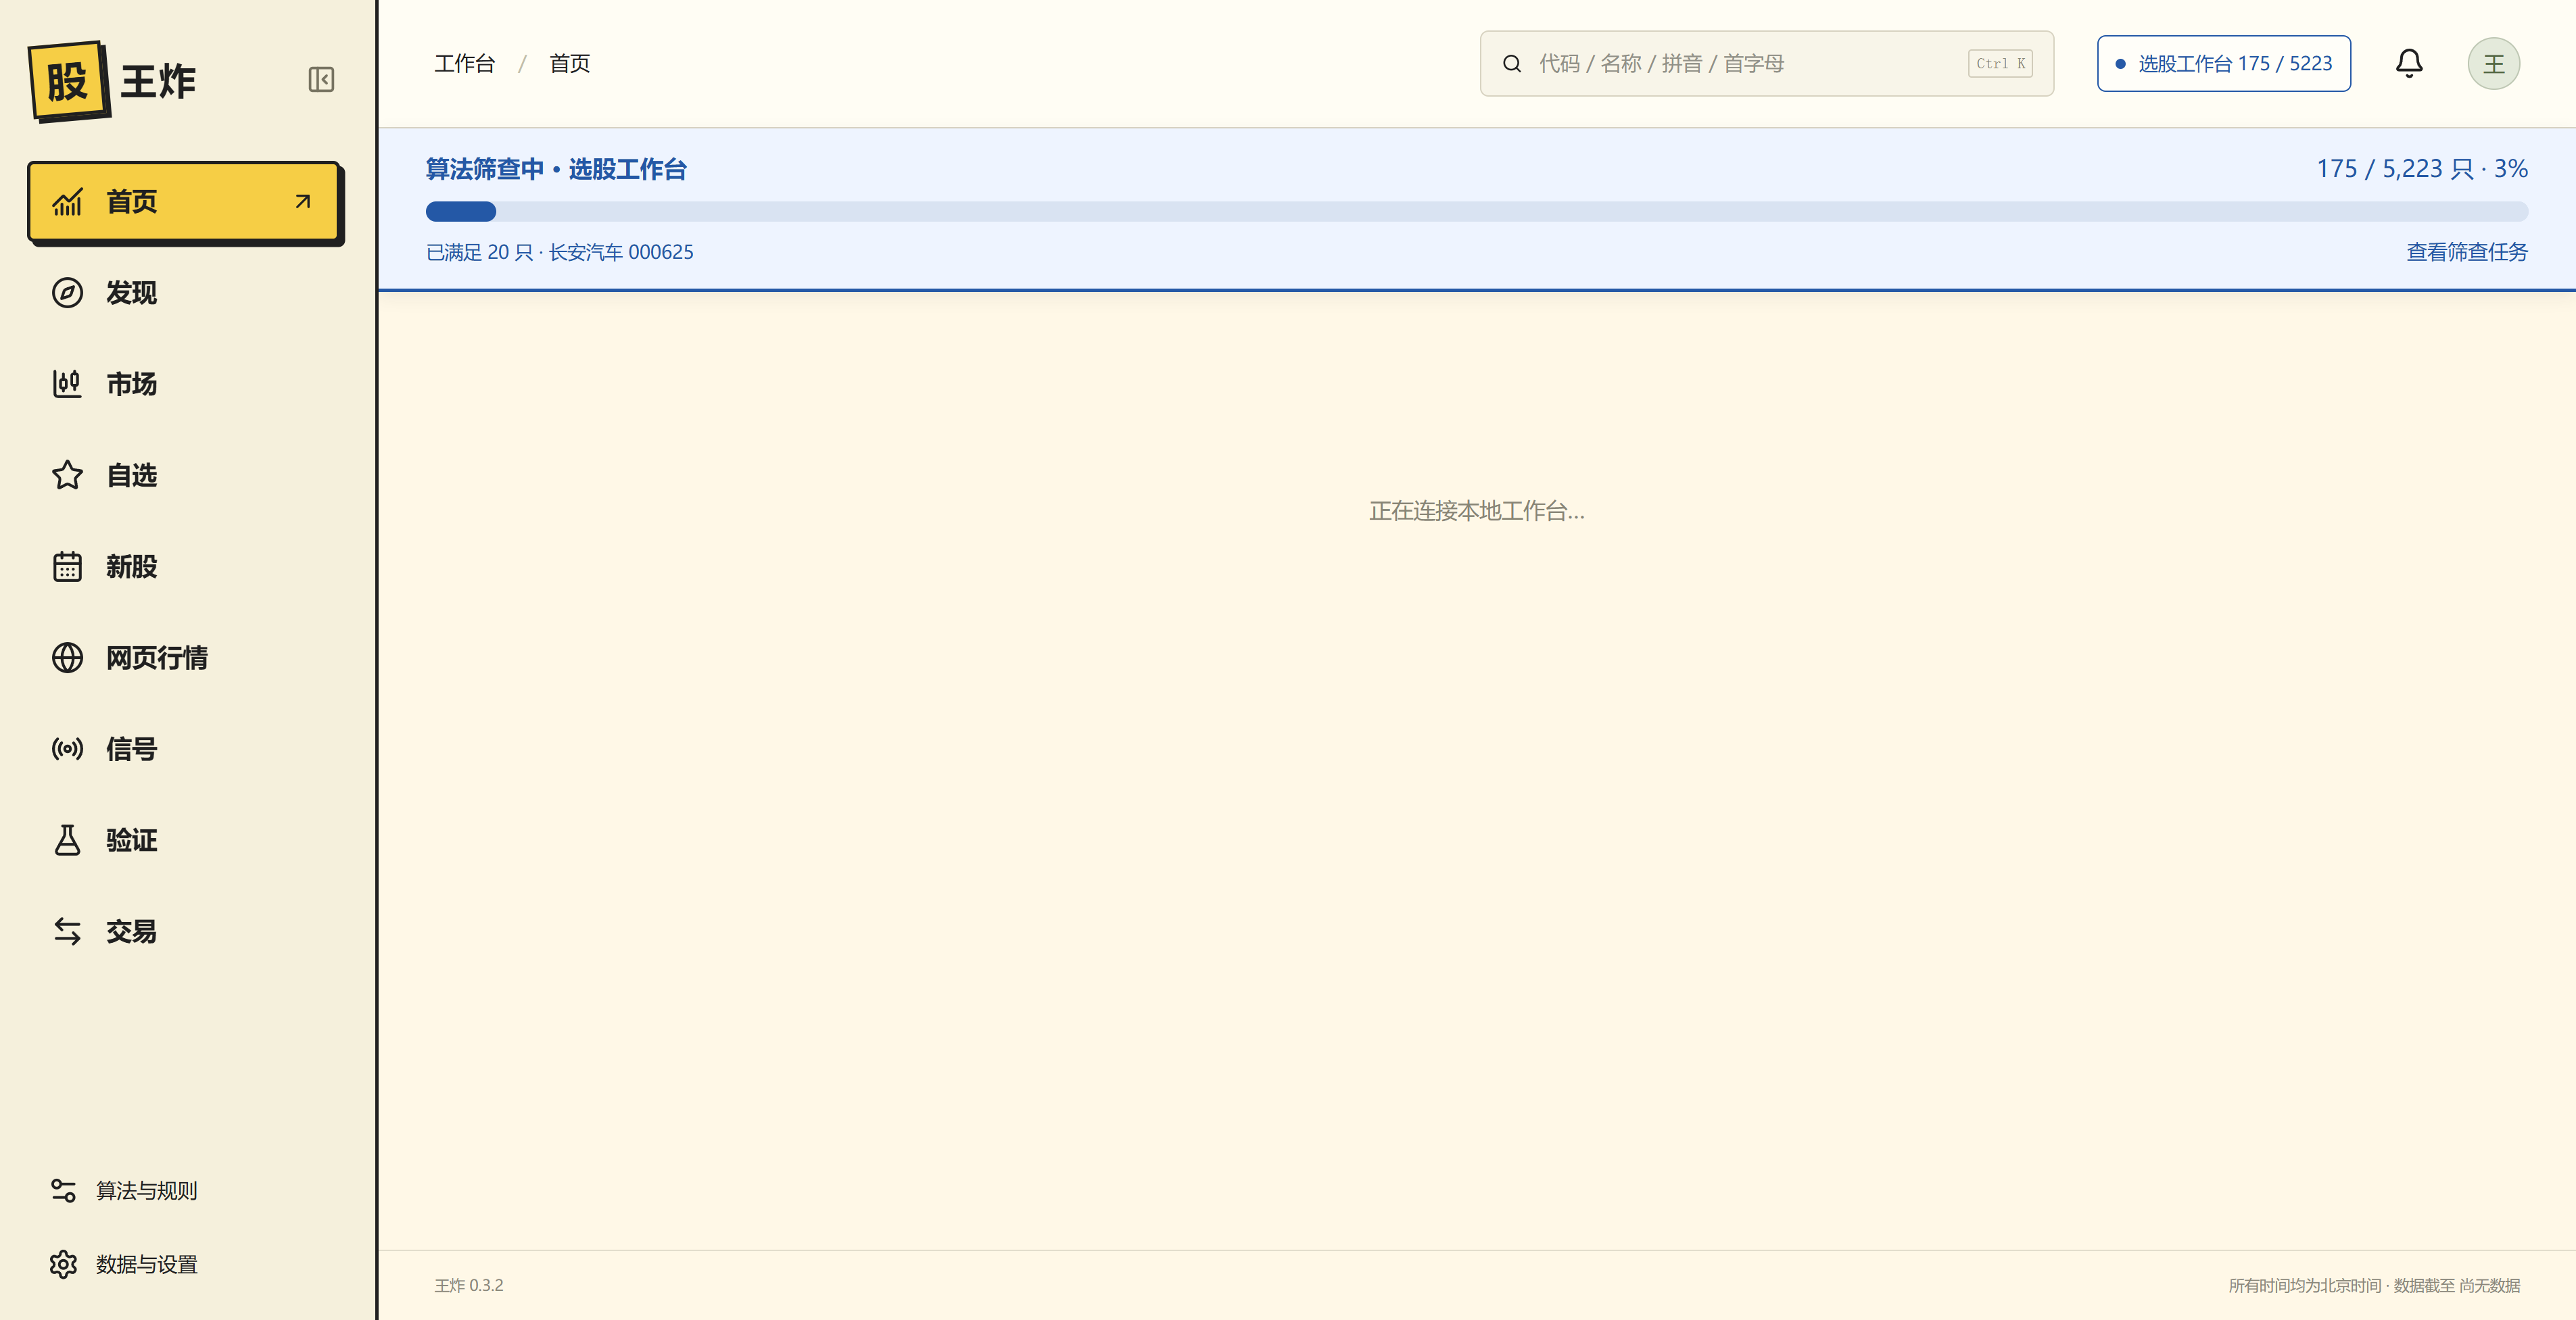 股 王炸
首页
发现
市场
自选
新股
网页行情
信号
验证
交易
算法与规则
数据与设置
工作台 / 首页
代码 / 名称 / 拼音 / 首字母 Ctrl K
选股工作台 175 / 5223
王
算法筛查中 · 选股工作台
175 / 5,223 只 · 3%
已满足 20 只 · 长安汽车 000625
查看筛查任务
正在连接本地工作台...
王炸 0.3.2
所有时间均为北京时间 · 数据截至 尚无数据